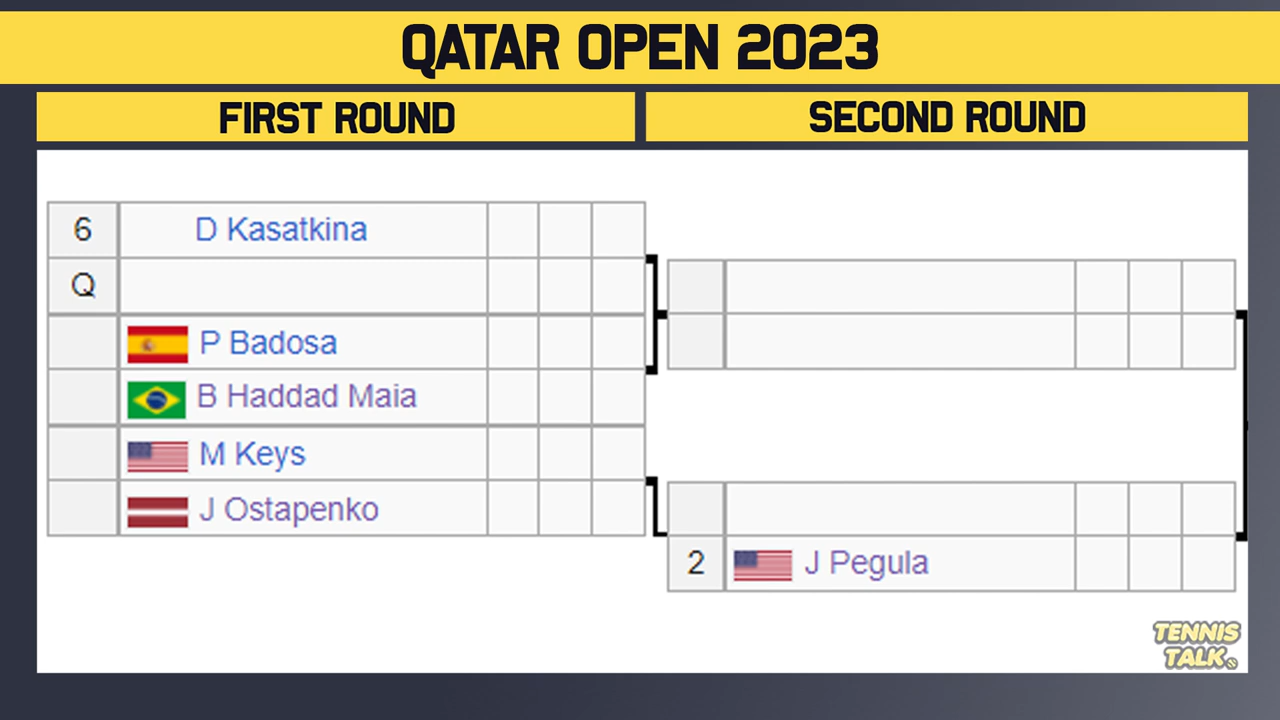 QATAR OPEN 2023
FIRST ROUND
SECOND ROUND
6 D Kasatkina
Q
P Badosa
B Haddad Maia
M Keys
J Ostapenko
2 J Pegula
TENNIS
TALK